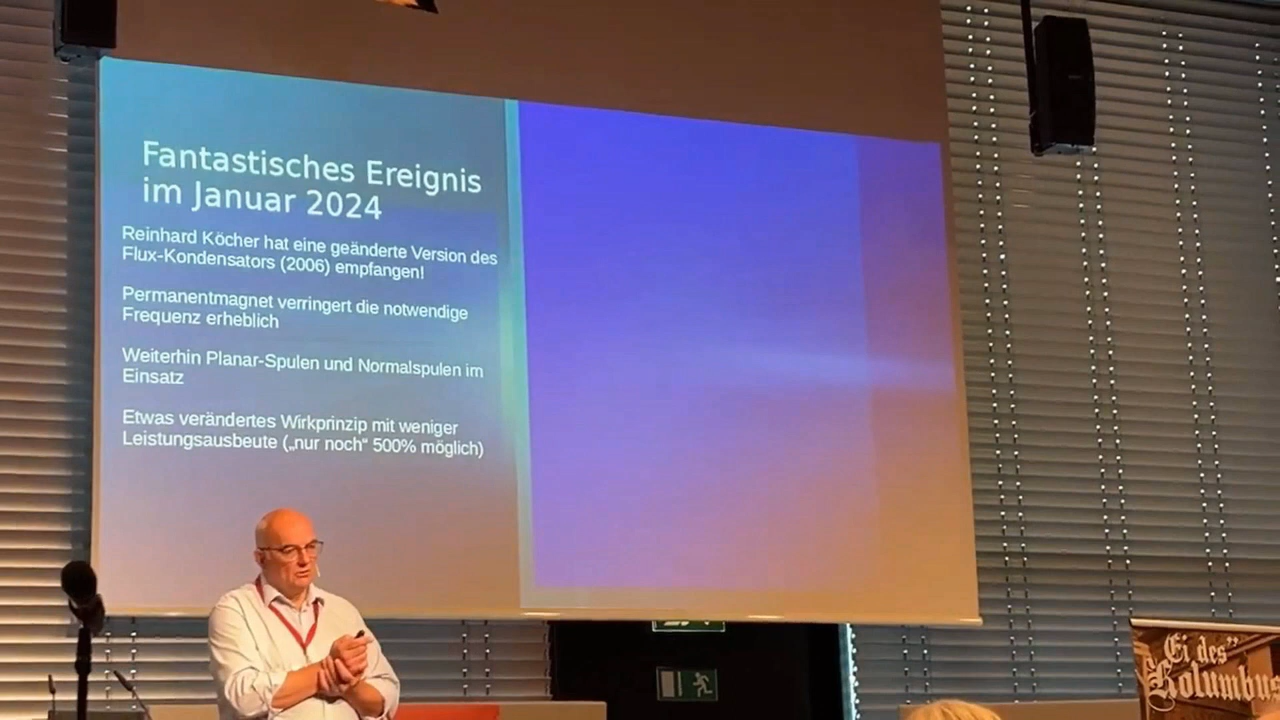 Fantastisches Ereignis
im Januar 2024
Reinhard Köcher hat eine geänderte Version des
Flux-Kondensators (2006) empfangen!
Permanentmagnet verringert die notwendige
Frequenz erheblich
Weiterhin Planar-Spulen und Normalspulen im
Einsatz
Etwas verändertes Wirkprinzip mit weniger
Leistungsausbeute („nur noch“ 500% möglich)
Ei des
Kolumbus